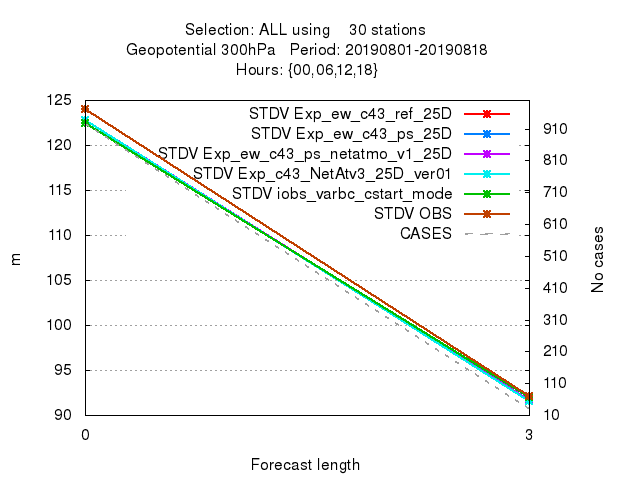 Selection: ALL using    30 stations
Geopotential 300hPa   Period: 20190801-20190818
Hours: {00,06,12,18}
125
120
115
110
105
100
95
90
m
STDV Exp_ew_c43_ref_25D
STDV Exp_ew_c43_ps_25D
STDV Exp_ew_c43_ps_netatmo_v1_25D
STDV Exp_c43_NetAtv3_25D_ver01
STDV iobs_varbc_cstart_mode
STDV OBS
CASES
910
810
710
610
510
410
310
210
110
10
No cases
0
3
Forecast length